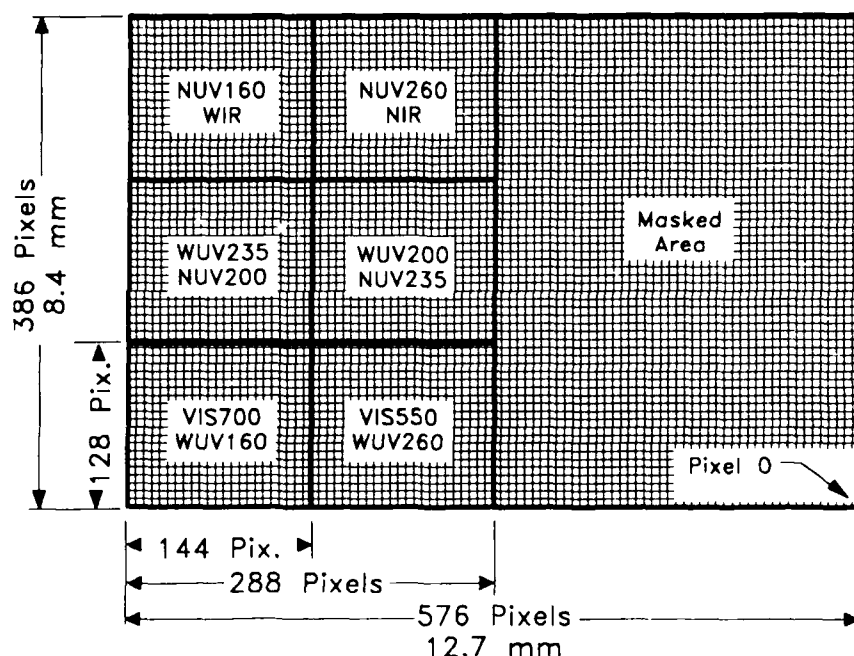 NUV160
WIR
NUV260
NIR
386 Pixels
8.4 mm
WUV235
NUV200
WUV200
NUV235
Masked
Area
128 Pix.
VIS700
WUV160
VIS550
WUV260
Pixel 0
144 Pix.
288 Pixels
576 Pixels
12.7 mm